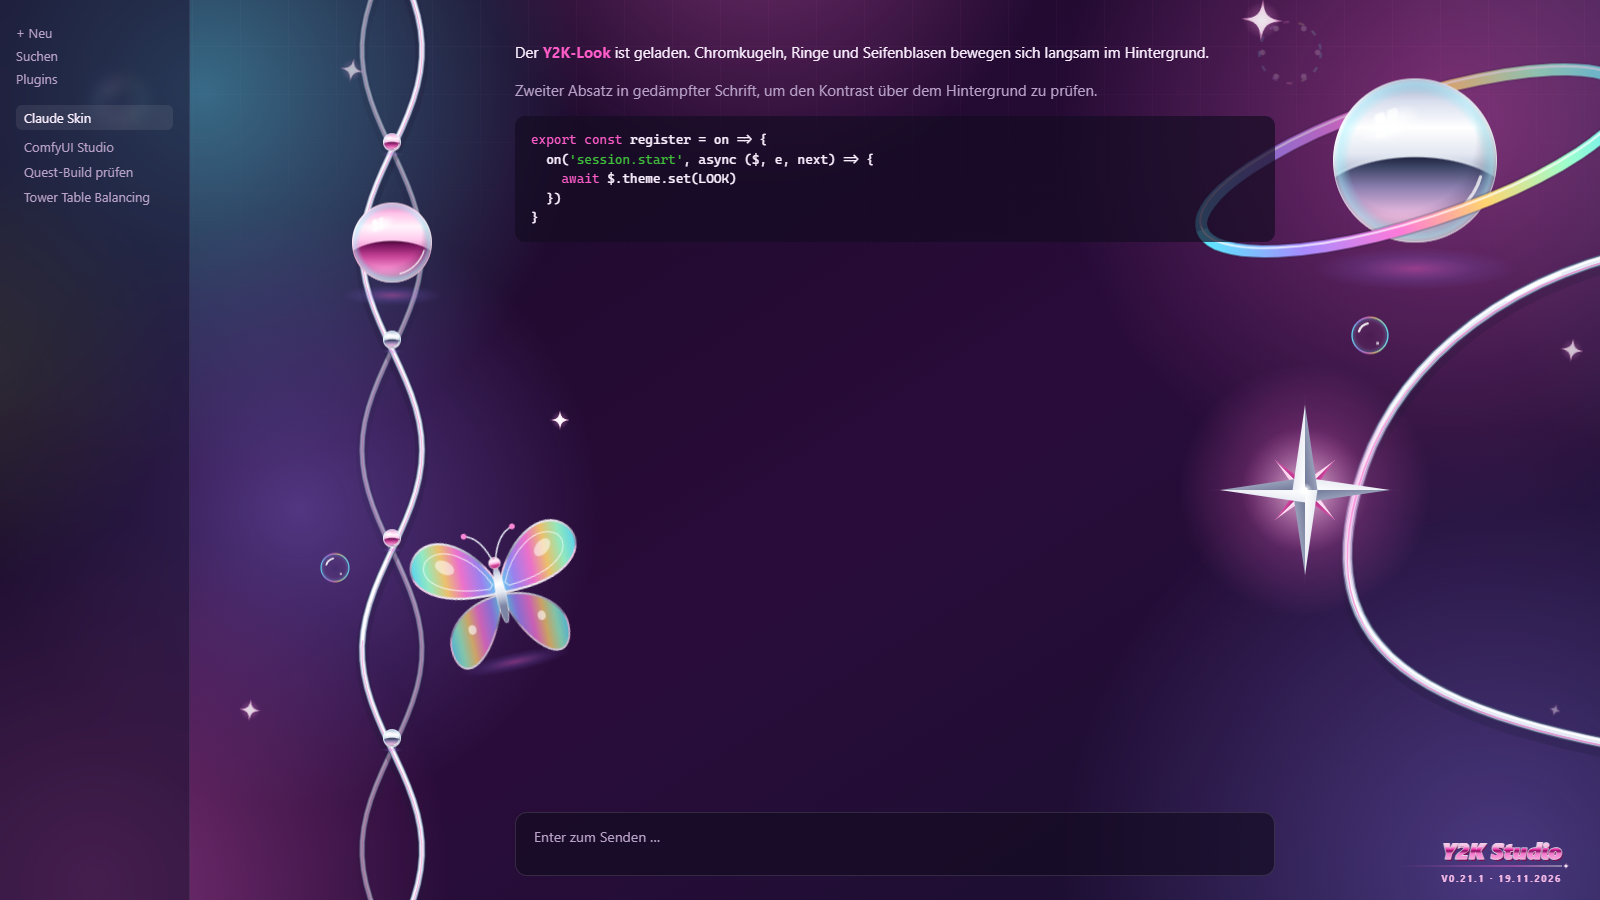 + Neu
Suchen
Plugins
Claude Skin
ComfyUI Studio
Quest-Build prüfen
Tower Table Balancing
Der Y2K-Look ist geladen. Chromkugeln, Ringe und Seifenblasen bewegen sich langsam im Hintergrund.
Zweiter Absatz in gedämpfter Schrift, um den Kontrast über dem Hintergrund zu prüfen.
export const register = on => {
  on('session.start', async ($, e, next) => {
    await $.theme.set(LOOK)
  })
}
Enter zum Senden ...
Y2K Studio
V0.21.1 - 19.11.2026